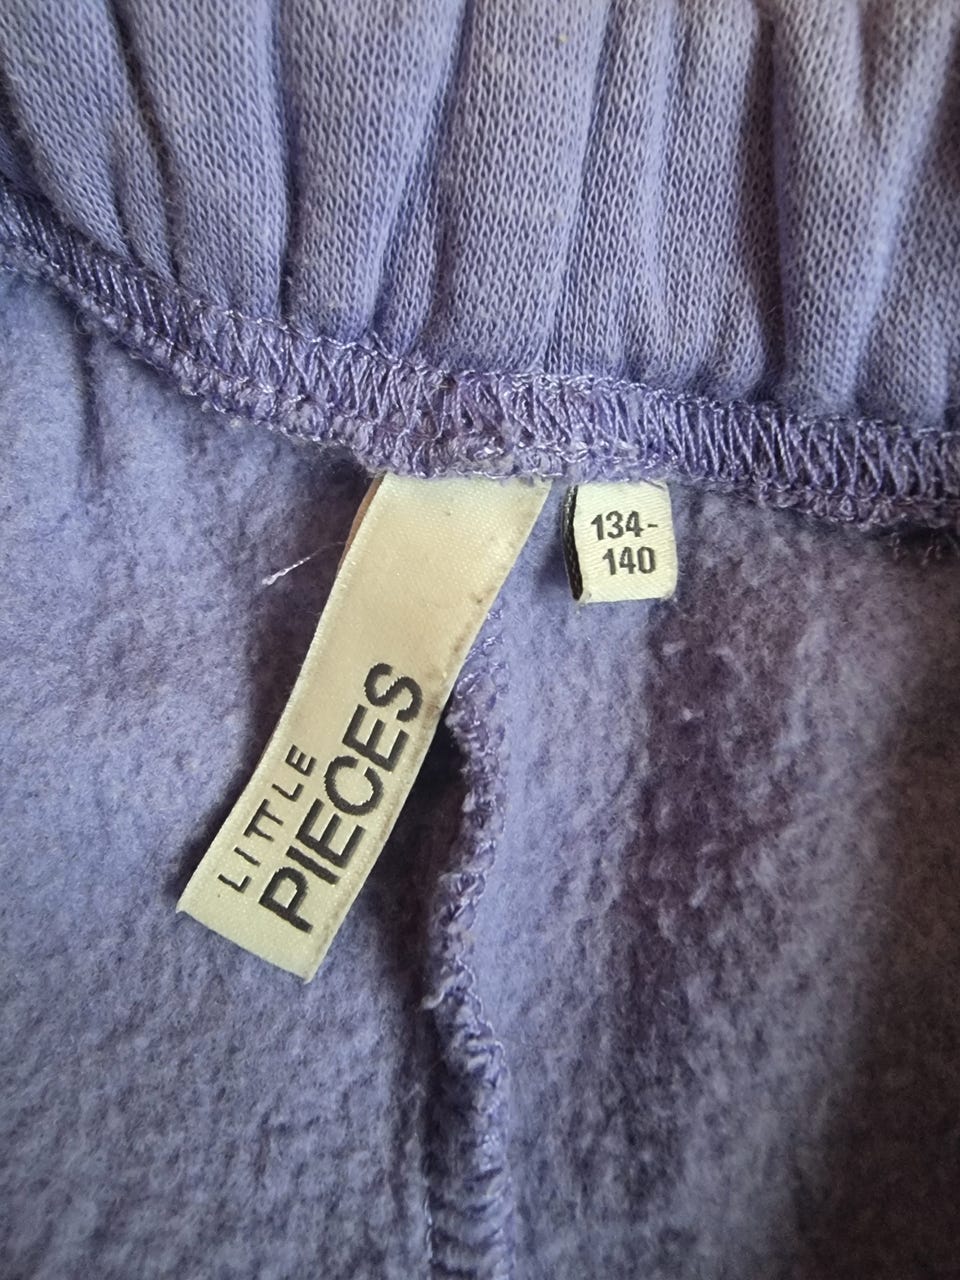 LITTLE
PIECES
134-
140